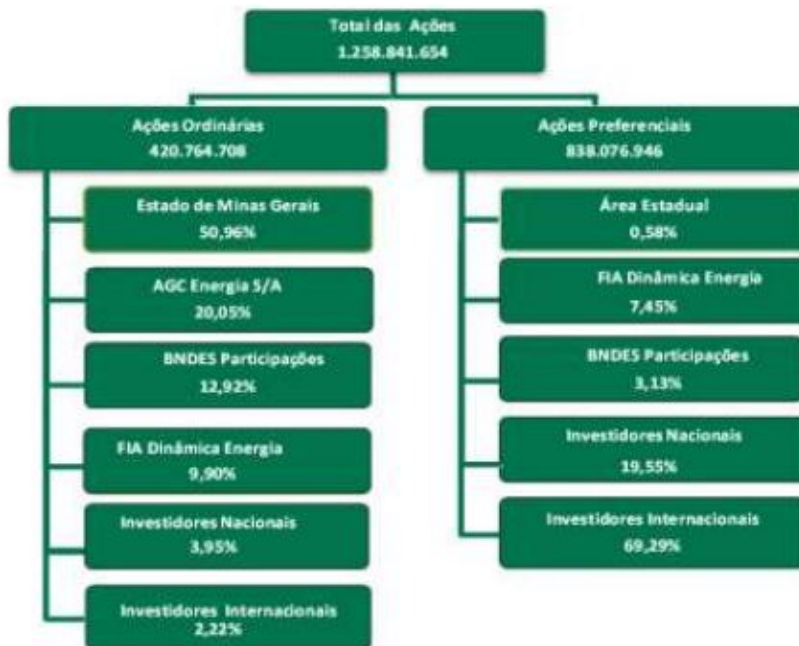 Total das Ações
1.258.841.654
Ações Ordinárias
420.764.708
Estado de Minas Gerais
50,96%
AGC Energia S/A
20,05%
BNDES Participações
12,92%
FIA Dinâmica Energia
9,90%
Investidores Nacionais
3,95%
Investidores Internacionais
2,22%
Ações Preferenciais
838.076.946
Área Estadual
0,58%
FIA Dinâmica Energia
7,45%
BNDES Participações
3,13%
Investidores Nacionais
19,55%
Investidores Internacionais
69,29%